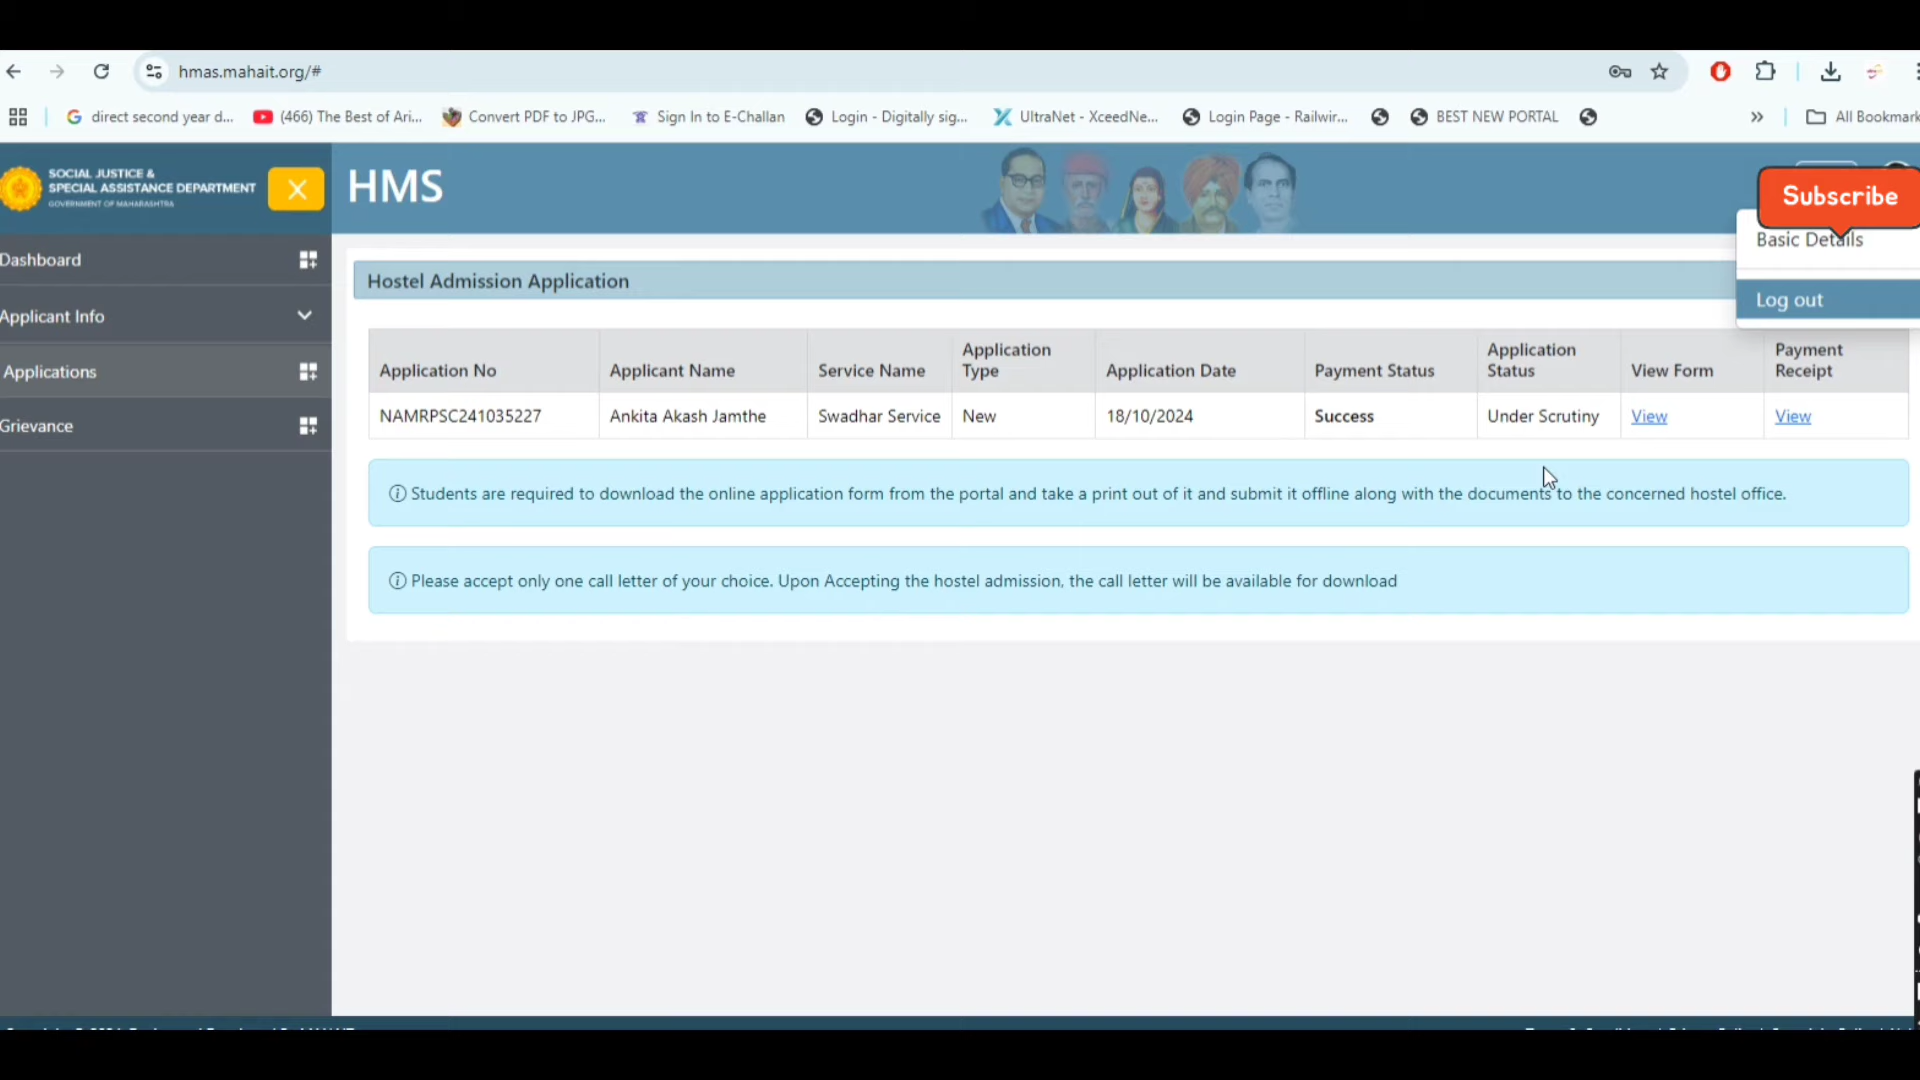 hmas.mahait.org/#
direct second year d... (466) The Best of Ari... Convert PDF to JPG... Sign In to E-Challan Login - Digitally sig... UltraNet - XceedNe... Login Page - Railwir... BEST NEW PORTAL » All Bookmark
SOCIAL JUSTICE &
SPECIAL ASSISTANCE DEPARTMENT
GOVERNMENT OF MAHARASHTRA
HMS
Subscribe
Basic Details
Log out
Dashboard
Applicant Info
Applications
Grievance
Hostel Admission Application
Application No Applicant Name Service Name Application Type Application Date Payment Status Application Status View Form Payment Receipt
NAMRPSC241035227 Ankita Akash Jamthe Swadhar Service New 18/10/2024 Success Under Scrutiny View View
Students are required to download the online application form from the portal and take a print out of it and submit it offline along with the documents to the concerned hostel office.
Please accept only one call letter of your choice. Upon Accepting the hostel admission, the call letter will be available for download